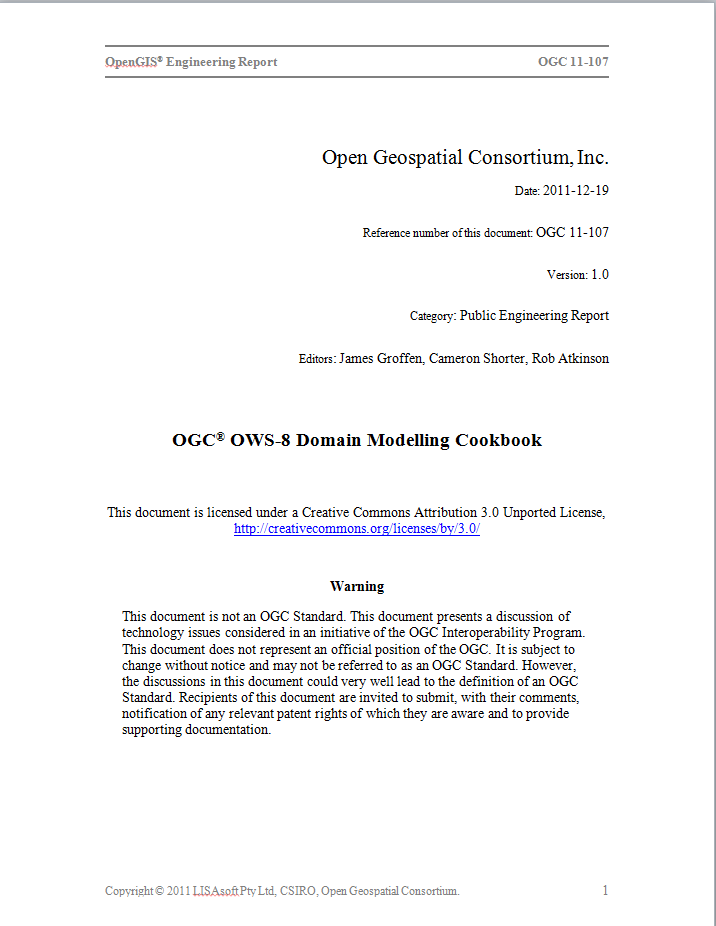 OpenGIS® Engineering Report OGC 11-107
Open Geospatial Consortium, Inc.
Date: 2011-12-19
Reference number of this document: OGC 11-107
Version: 1.0
Category: Public Engineering Report
Editors: James Groffen, Cameron Shorter, Rob Atkinson
OGC® OWS-8 Domain Modelling Cookbook
This document is licensed under a Creative Commons Attribution 3.0 Unported License,
http://creativecommons.org/licenses/by/3.0/
Warning
This document is not an OGC Standard. This document presents a discussion of
technology issues considered in an initiative of the OGC Interoperability Program.
This document does not represent an official position of the OGC. It is subject to
change without notice and may not be referred to as an OGC Standard. However,
the discussions in this document could very well lead to the definition of an OGC
Standard. Recipients of this document are invited to submit, with their comments,
notification of any relevant patent rights of which they are aware and to provide
supporting documentation.
Copyright © 2011 LISAsoft Pty Ltd, CSIRO, Open Geospatial Consortium. 1